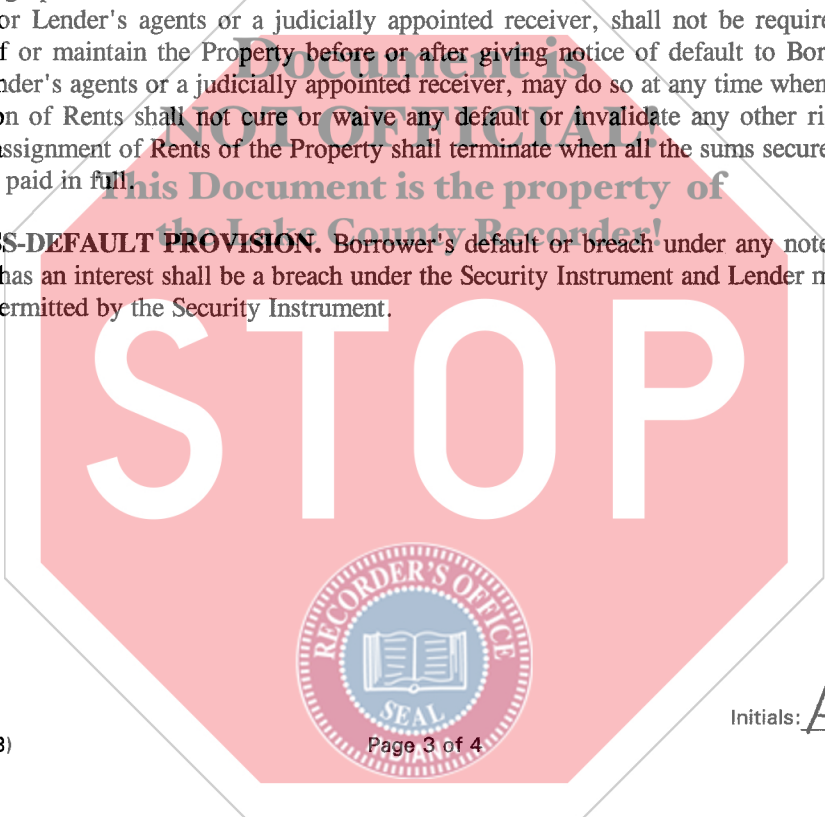 or Lender's agents or a judicially appointed receiver, shall not be require
f or maintain the Property before or after giving notice of default to Bor
nder's agents or a judicially appointed receiver, may do so at any time when
on of Rents shall not cure or waive any default or invalidate any other ri
assignment of Rents of the Property shall terminate when all the sums secure
paid in full.
Document is
NOT OFFICIAL!
This Document is the property of
the Lake County Recorder!
S-DEFAULT PROVISION. Borrower's default or breach under any note
has an interest shall be a breach under the Security Instrument and Lender m
ermitted by the Security Instrument.
STOP
RECORDER'S OFFICE
SEAL
INDIANA
Initials:
3)
Page 3 of 4